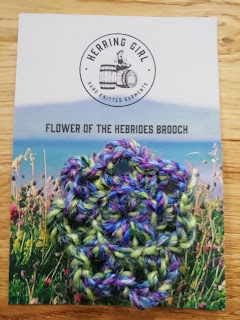 HERRING GIRL
HAND KNITTED GARMENTS
FLOWER OF THE HEBRIDES BROOCH